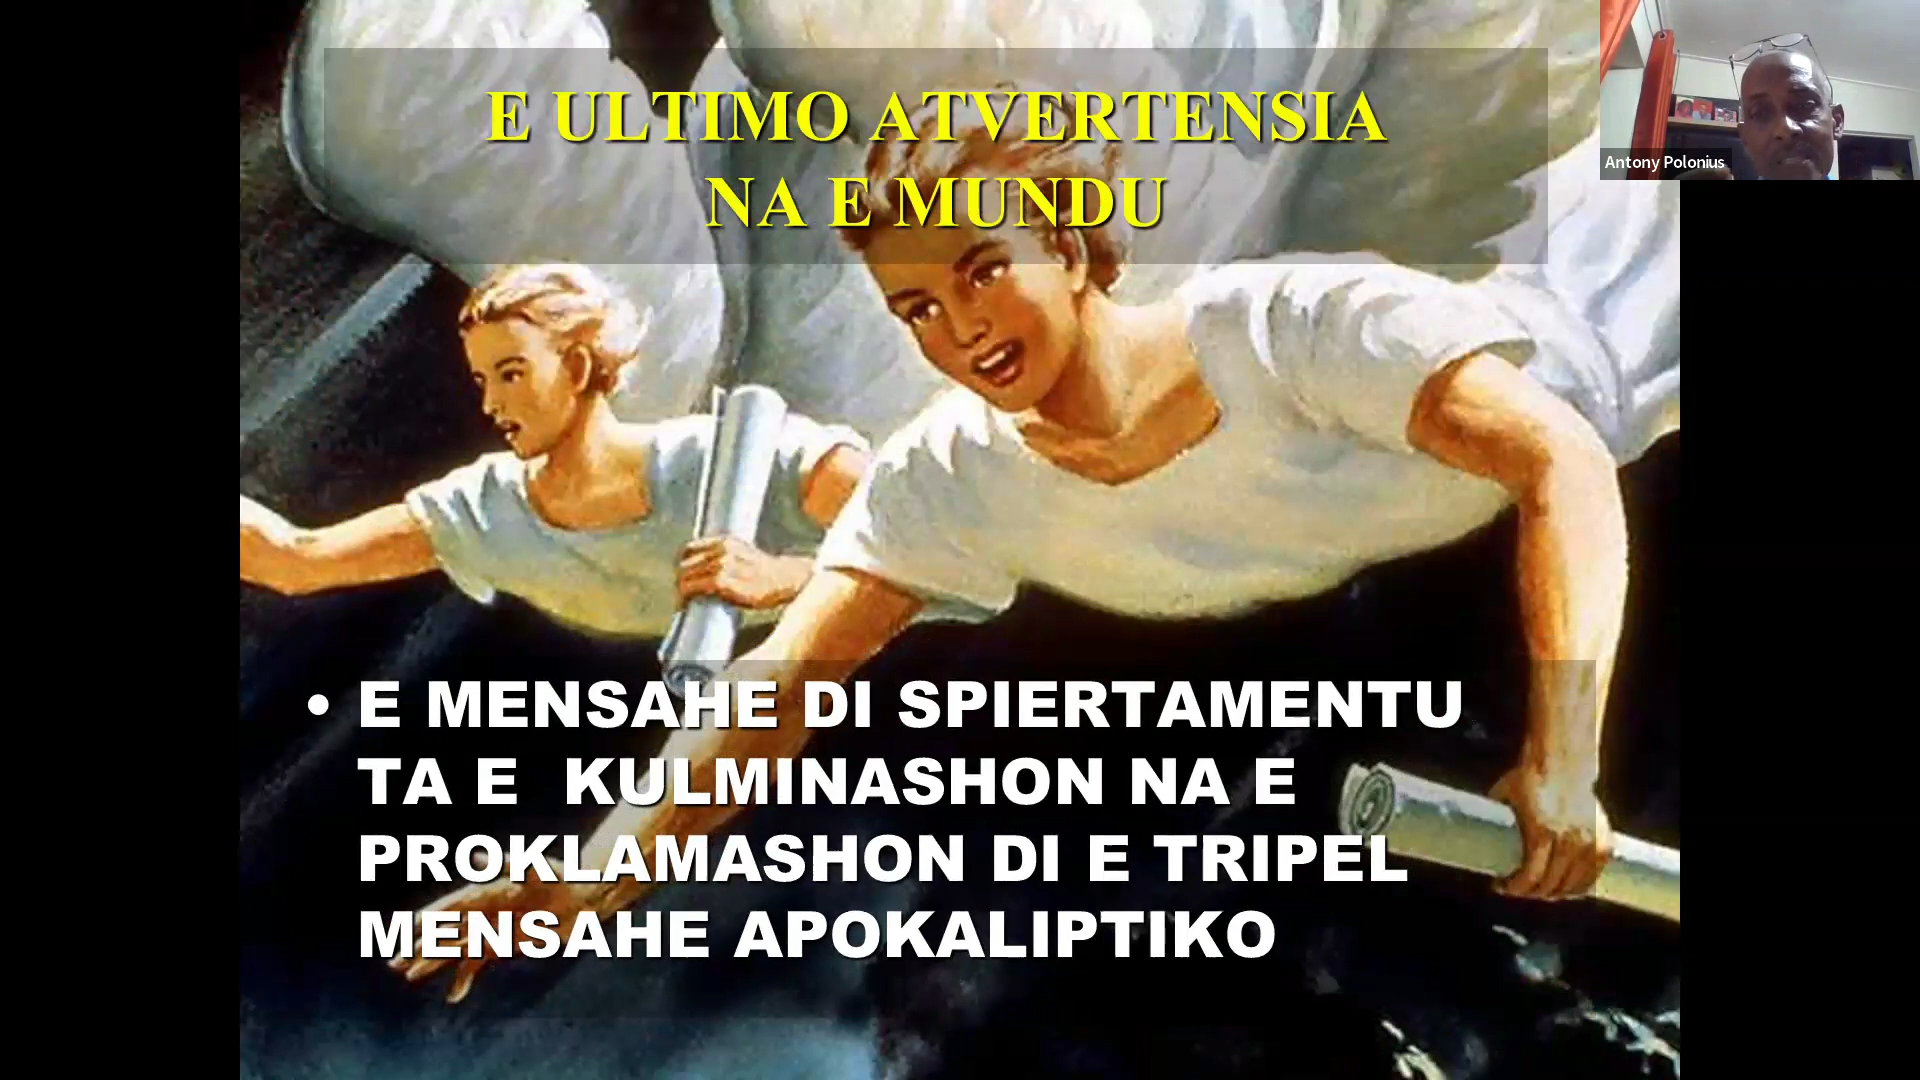 E ULTIMO ATVERTENSIA
NA E MUNDU
Antony Polonius
• E MENSAHE DI SPIERTAMENTU
TA E KULMINASHON NA E
PROKLAMASHON DI E TRIPEL
MENSAHE APOKALIPTIKO